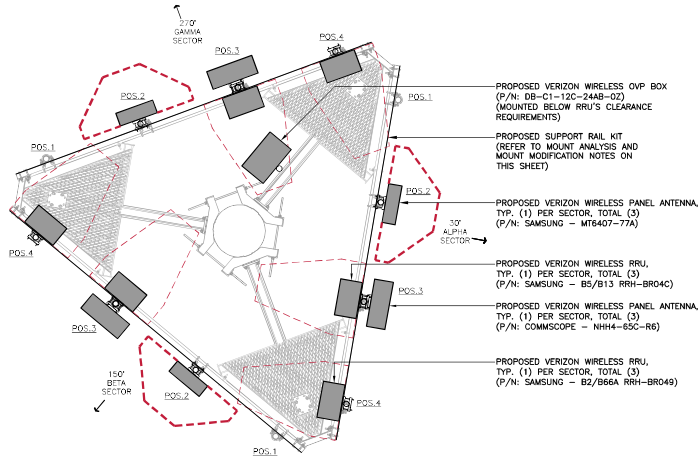 270°
GAMMA
SECTOR
POS.4
POS.3
POS.2
POS.1
POS.1
PROPOSED VERIZON WIRELESS OVP BOX
(P/N: DB-C1-12C-24AB-0Z)
(MOUNTED BELOW RRU'S CLEARANCE
REQUIREMENTS)
PROPOSED SUPPORT RAIL KIT
(REFER TO MOUNT ANALYSIS AND
MOUNT MODIFICATION NOTES ON
THIS SHEET)
POS.2
PROPOSED VERIZON WIRELESS PANEL ANTENNA,
TYP. (1) PER SECTOR, TOTAL (3)
(P/N: SAMSUNG - MT6407-77A)
30°
ALPHA
SECTOR
POS.4
PROPOSED VERIZON WIRELESS RRU,
TYP. (1) PER SECTOR, TOTAL (3)
(P/N: SAMSUNG - B5/B13 RRH-BR04C)
POS.3
PROPOSED VERIZON WIRELESS PANEL ANTENNA,
TYP. (1) PER SECTOR, TOTAL (3)
(P/N: COMMSCOPE - NHH4-65C-R6)
POS.3
PROPOSED VERIZON WIRELESS RRU,
TYP. (1) PER SECTOR, TOTAL (3)
(P/N: SAMSUNG - B2/B66A RRH-BR049)
150°
BETA
SECTOR
POS.2
POS.4
POS.1